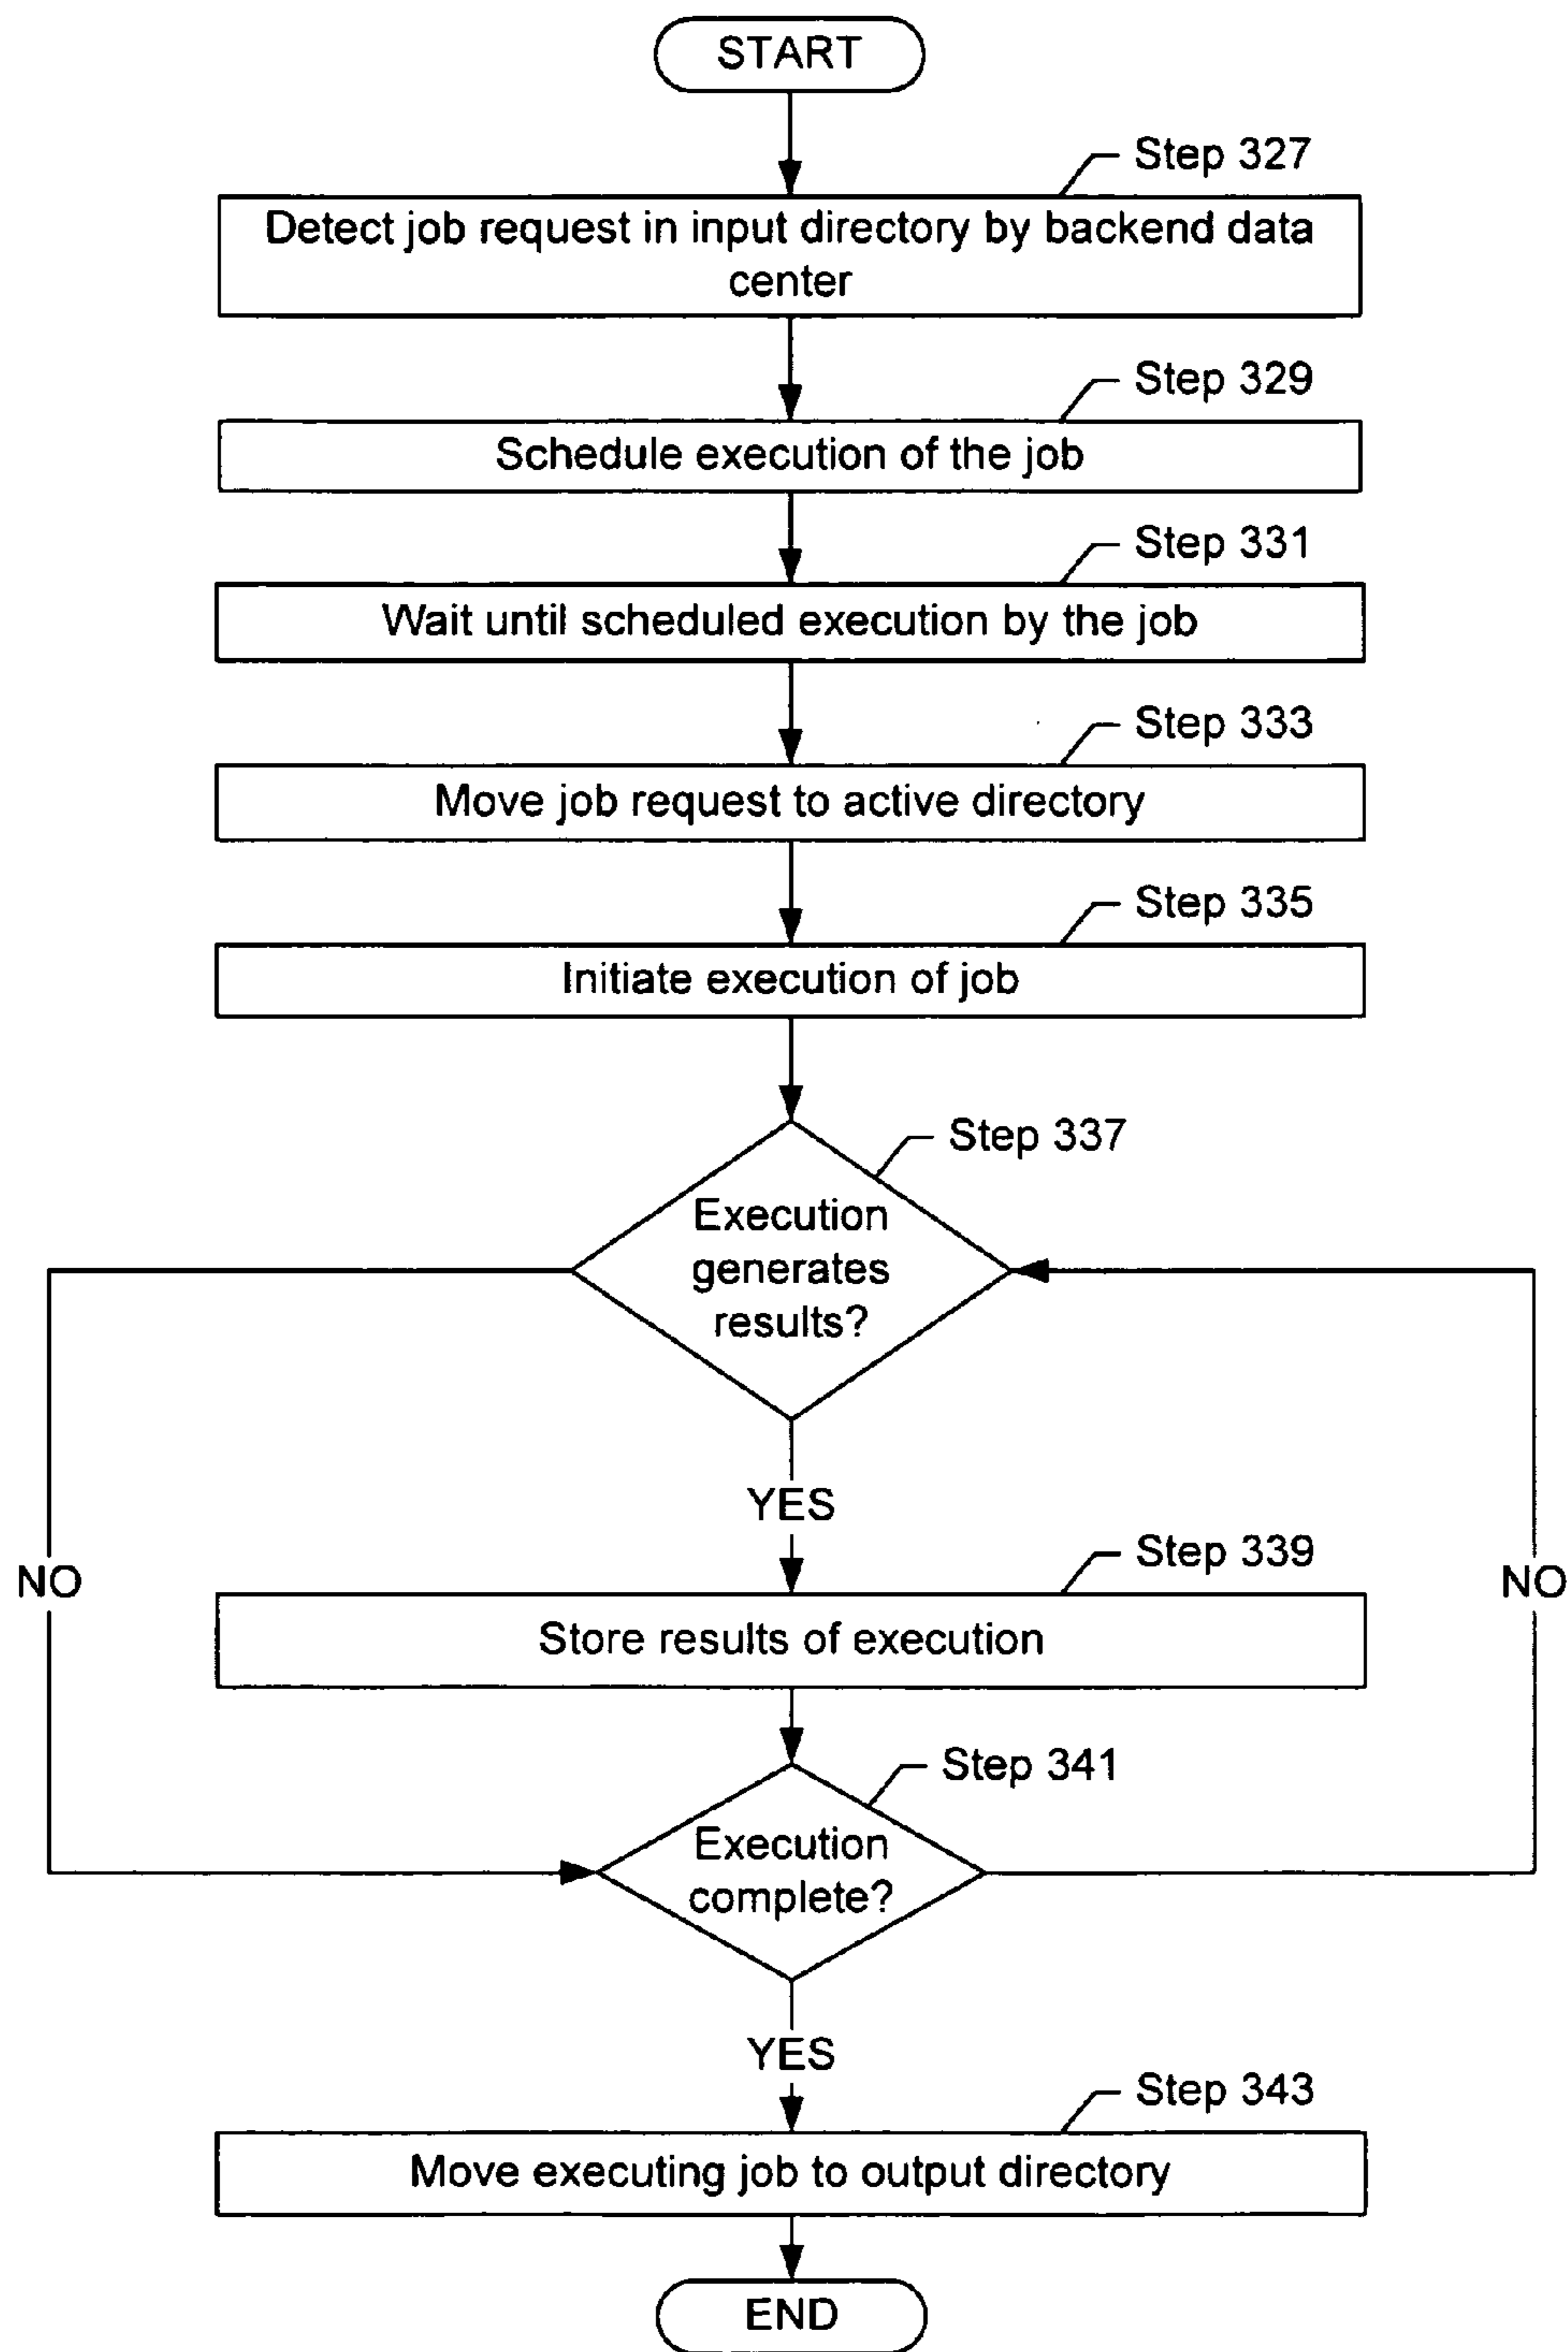 START
Step 327
Detect job request in input directory by backend data
center
Step 329
Schedule execution of the job
Step 331
Wait until scheduled execution by the job
Step 333
Move job request to active directory
Step 335
Initiate execution of job
Step 337
Execution
generates
results?
YES
Step 339
NO
NO
Store results of execution
Step 341
Execution
complete?
YES
Step 343
Move executing job to output directory
END